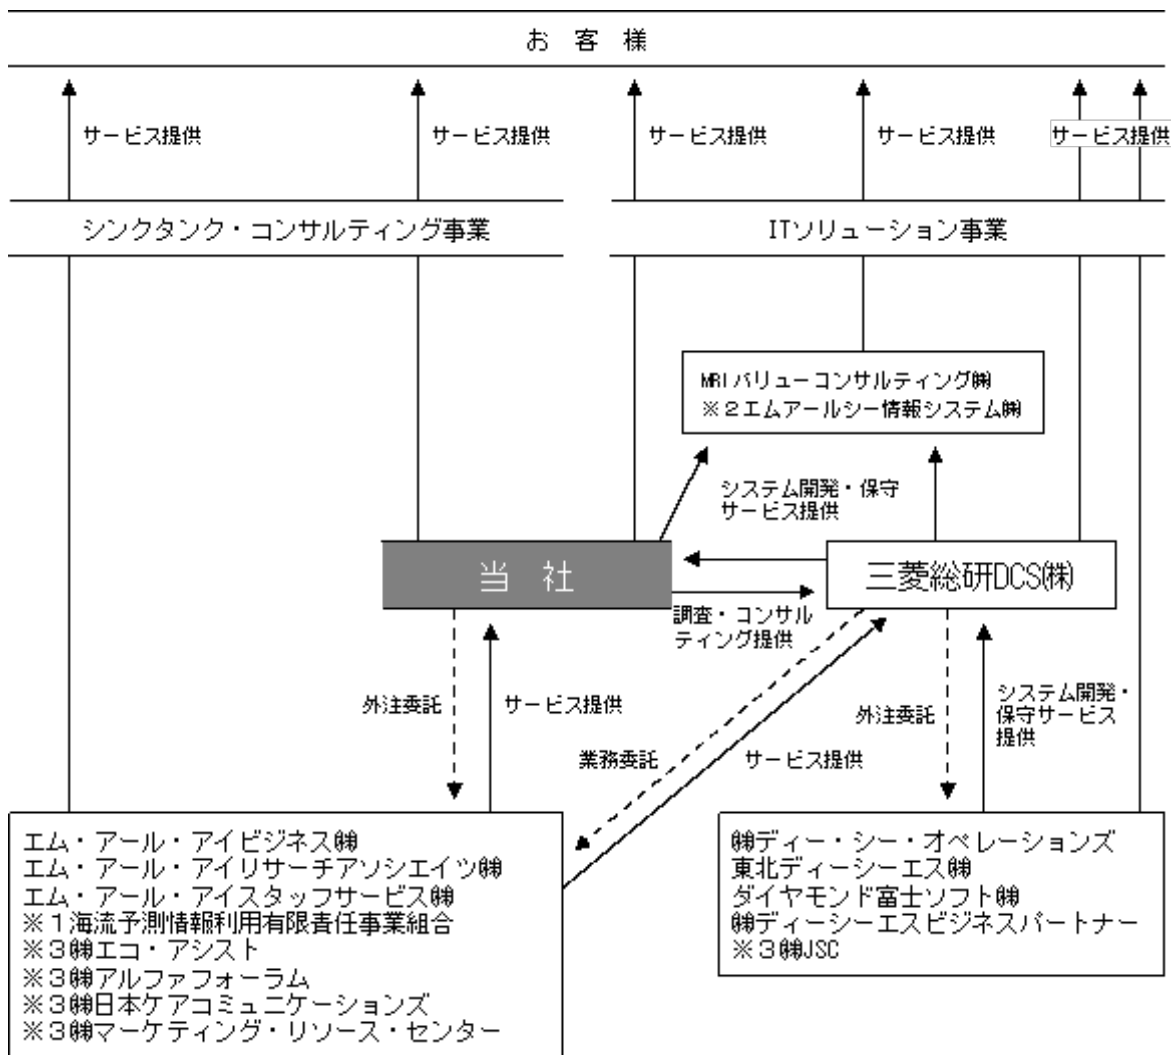 お 客 様
サービス提供
サービス提供
サービス提供
サービス提供
サービス提供
シンクタンク・コンサルティング事業
ITソリューション事業
MRIバリューコンサルティング㈱
※2エムアールシー情報システム㈱
システム開発・保守
サービス提供
当 社
三菱総研DCS㈱
調査・コンサル
ティング提供
外注委託
サービス提供
業務委託
サービス提供
外注委託
システム開発・
保守サービス
提供
エム・アール・アイビジネス㈱
エム・アール・アイリサーチアソシエイツ㈱
エム・アール・アイスタッフサービス㈱
※1海流予測情報利用有限責任事業組合
※3㈱エコ・アシスト
※3㈱アルファフォーラム
※3㈱日本ケアコミュニケーションズ
※3㈱マーケティング・リソース・センター
㈱ディー・シー・オペレーションズ
東北ディーシーエス㈱
ダイヤモンド富士ソフト㈱
㈱ディーシーエスビジネスパートナー
※3㈱JSC